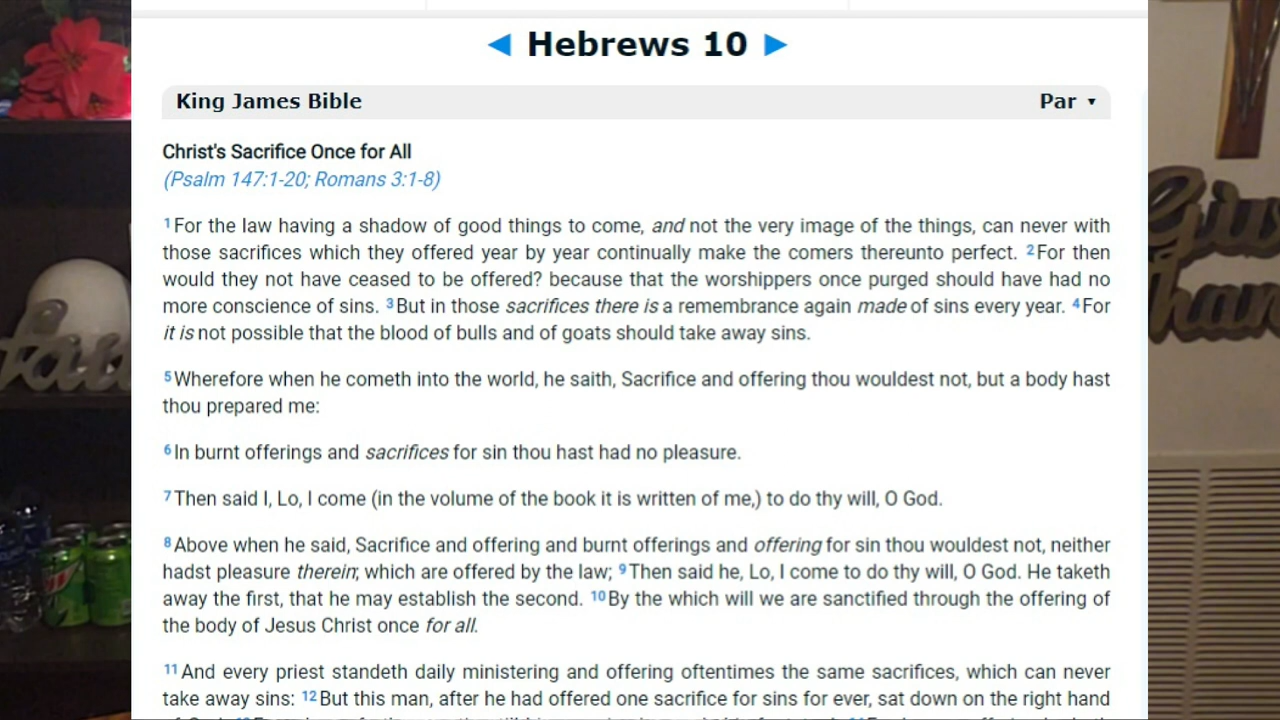 ◄ Hebrews 10 ►
King James Bible
Par ▼
Christ's Sacrifice Once for All
(Psalm 147:1-20; Romans 3:1-8)
1 For the law having a shadow of good things to come, and not the very image of the things, can never with
those sacrifices which they offered year by year continually make the comers thereunto perfect. 2 For then
would they not have ceased to be offered? because that the worshippers once purged should have had no
more conscience of sins. 3 But in those sacrifices there is a remembrance again made of sins every year. 4 For
it is not possible that the blood of bulls and of goats should take away sins.
5 Wherefore when he cometh into the world, he saith, Sacrifice and offering thou wouldest not, but a body hast
thou prepared me:
6 In burnt offerings and sacrifices for sin thou hast had no pleasure.
7 Then said I, Lo, I come (in the volume of the book it is written of me,) to do thy will, O God.
8 Above when he said, Sacrifice and offering and burnt offerings and offering for sin thou wouldest not, neither
hadst pleasure therein; which are offered by the law; 9 Then said he, Lo, I come to do thy will, O God. He taketh
away the first, that he may establish the second. 10 By the which will we are sanctified through the offering of
the body of Jesus Christ once for all.
11 And every priest standeth daily ministering and offering oftentimes the same sacrifices, which can never
take away sins: 12 But this man, after he had offered one sacrifice for sins for ever, sat down on the right hand